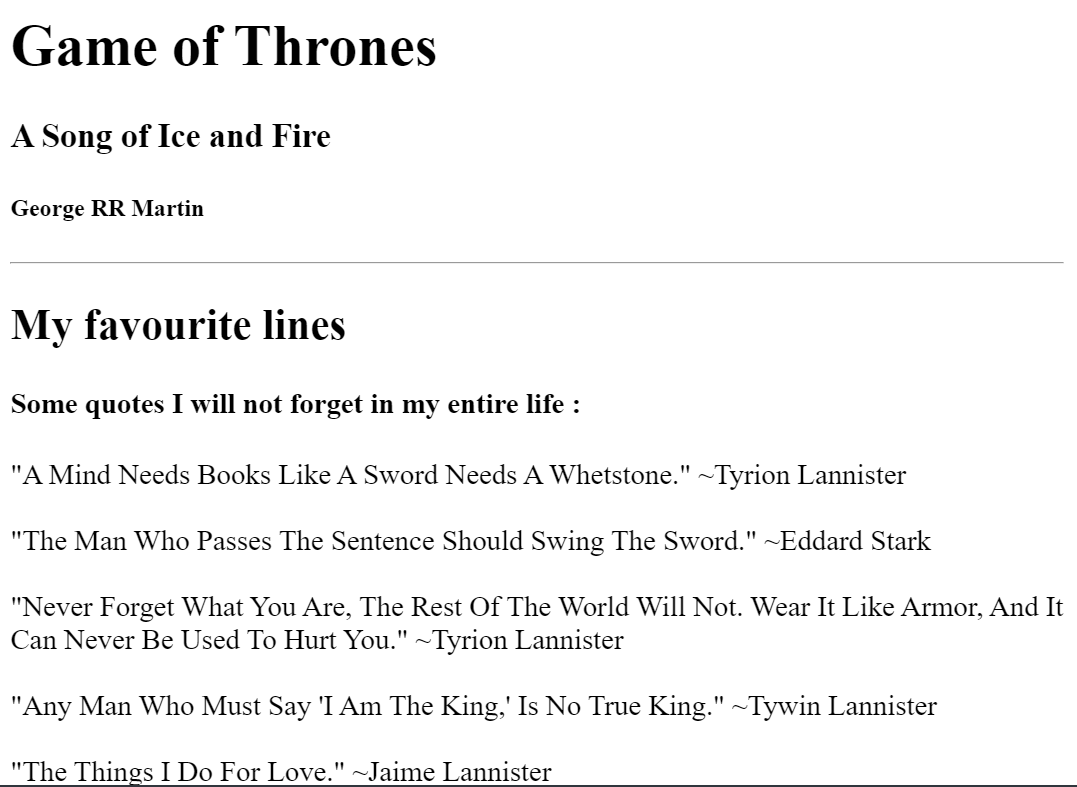 Game of Thrones
A Song of Ice and Fire
George RR Martin
My favourite lines
Some quotes I will not forget in my entire life :
"A Mind Needs Books Like A Sword Needs A Whetstone." ~Tyrion Lannister
"The Man Who Passes The Sentence Should Swing The Sword." ~Eddard Stark
"Never Forget What You Are, The Rest Of The World Will Not. Wear It Like Armor, And It
Can Never Be Used To Hurt You." ~Tyrion Lannister
"Any Man Who Must Say 'I Am The King,' Is No True King." ~Tywin Lannister
"The Things I Do For Love." ~Jaime Lannister